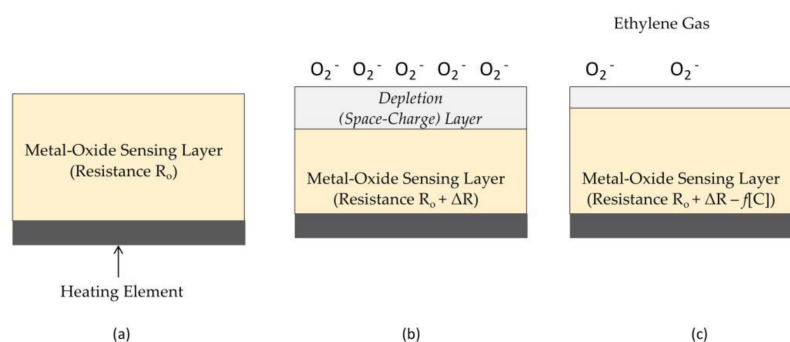 Ethylene Gas
O₂⁻ O₂⁻ O₂⁻ O₂⁻ O₂⁻
O₂⁻ O₂⁻
Metal-Oxide Sensing Layer
(Resistance Rₒ)
Heating Element
(a)
Depletion
(Space-Charge) Layer
Metal-Oxide Sensing Layer
(Resistance Rₒ + ΔR)
(b)
Metal-Oxide Sensing Layer
(Resistance Rₒ + ΔR – f[C])
(c)